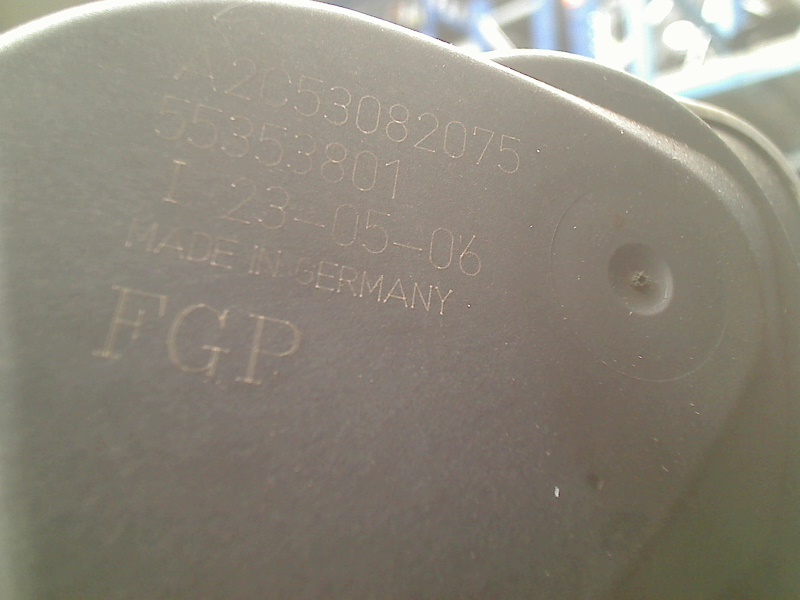 A2C53082075
55353801
I 23-05-06
MADE IN GERMANY
FGP